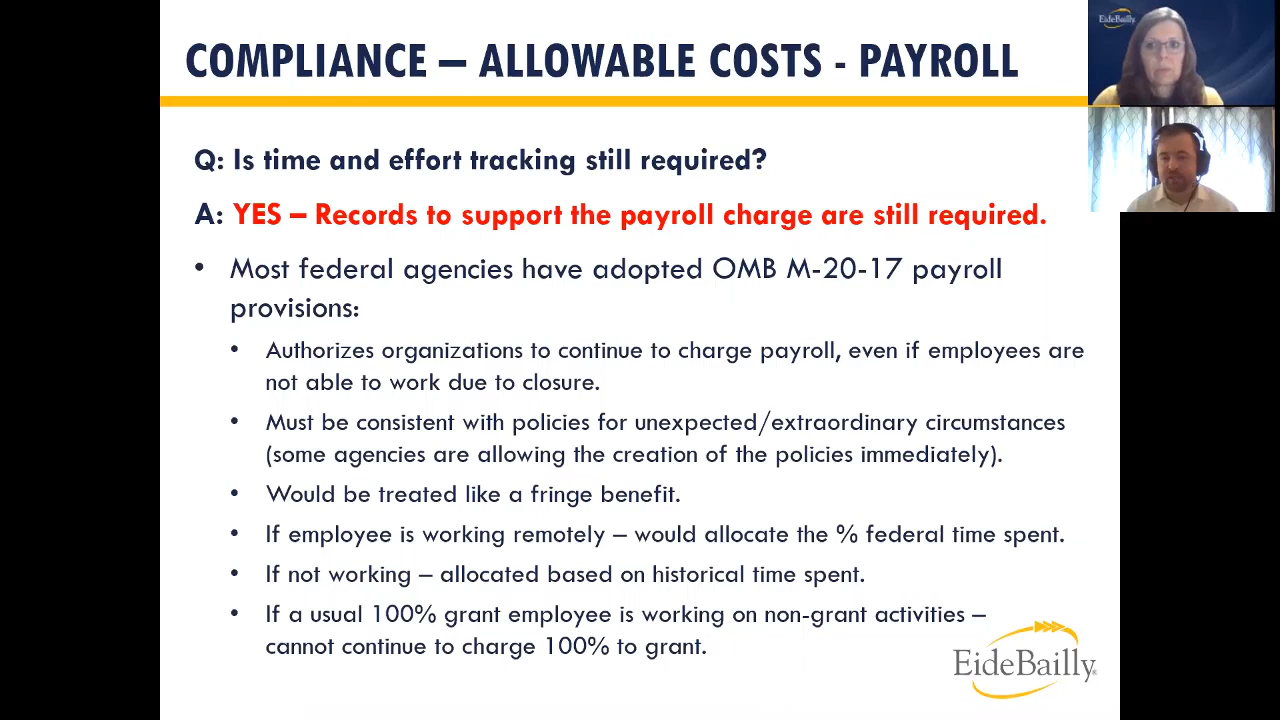 COMPLIANCE – ALLOWABLE COSTS - PAYROLL
Q: Is time and effort tracking still required?
A: YES – Records to support the payroll charge are still required.
• Most federal agencies have adopted OMB M-20-17 payroll
provisions:
• Authorizes organizations to continue to charge payroll, even if employees are
not able to work due to closure.
• Must be consistent with policies for unexpected/extraordinary circumstances
(some agencies are allowing the creation of the policies immediately).
• Would be treated like a fringe benefit.
• If employee is working remotely – would allocate the % federal time spent.
• If not working – allocated based on historical time spent.
• If a usual 100% grant employee is working on non-grant activities –
cannot continue to charge 100% to grant.
EideBailly®
EideBailly